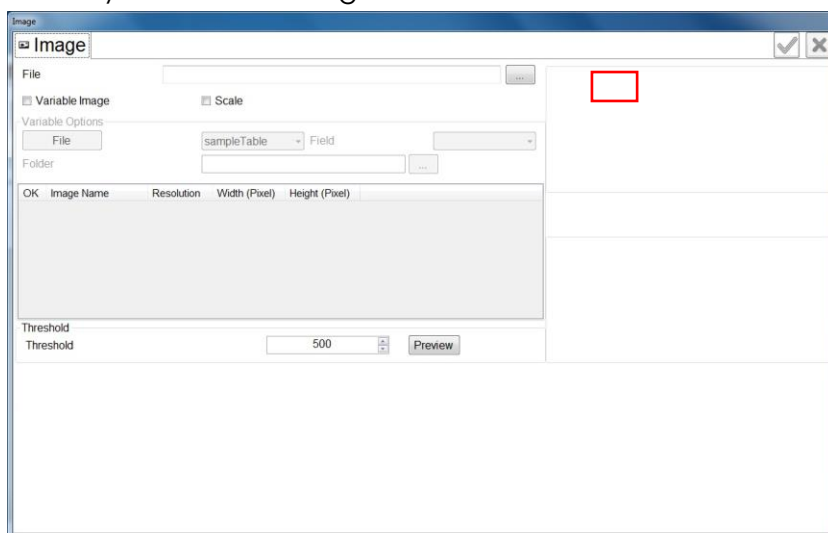 Image
Image
File
...
Variable Image Scale
Variable Options
File sampleTable Field
Folder ...
OK Image Name Resolution Width (Pixel) Height (Pixel)
Threshold
Threshold 500 Preview